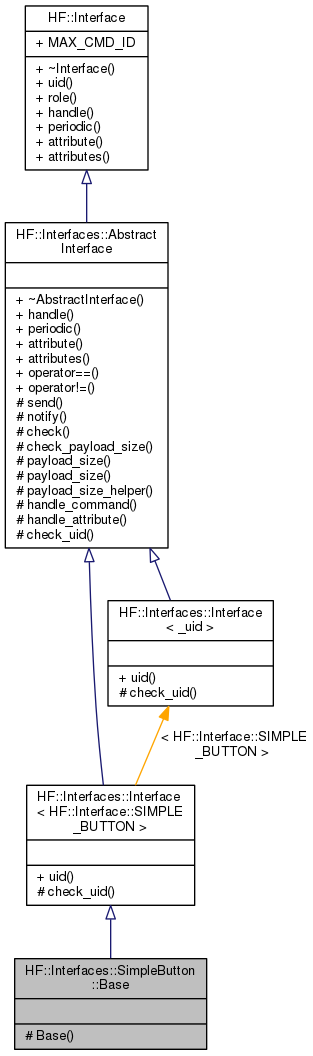 HF::Interface
+ MAX_CMD_ID
+ ~Interface()
+ uid()
+ role()
+ handle()
+ periodic()
+ attribute()
+ attributes()
HF::Interfaces::Abstract
Interface
+ ~AbstractInterface()
+ handle()
+ periodic()
+ attribute()
+ attributes()
+ operator==()
+ operator!=()
# send()
# notify()
# check()
# check_payload_size()
# payload_size()
# payload_size()
# payload_size_helper()
# handle_command()
# handle_attribute()
# check_uid()
HF::Interfaces::Interface
< _uid >
+ uid()
# check_uid()
< HF::Interface::SIMPLE
_BUTTON >
HF::Interfaces::Interface
< HF::Interface::SIMPLE
_BUTTON >
+ uid()
# check_uid()
HF::Interfaces::SimpleButton
::Base
# Base()